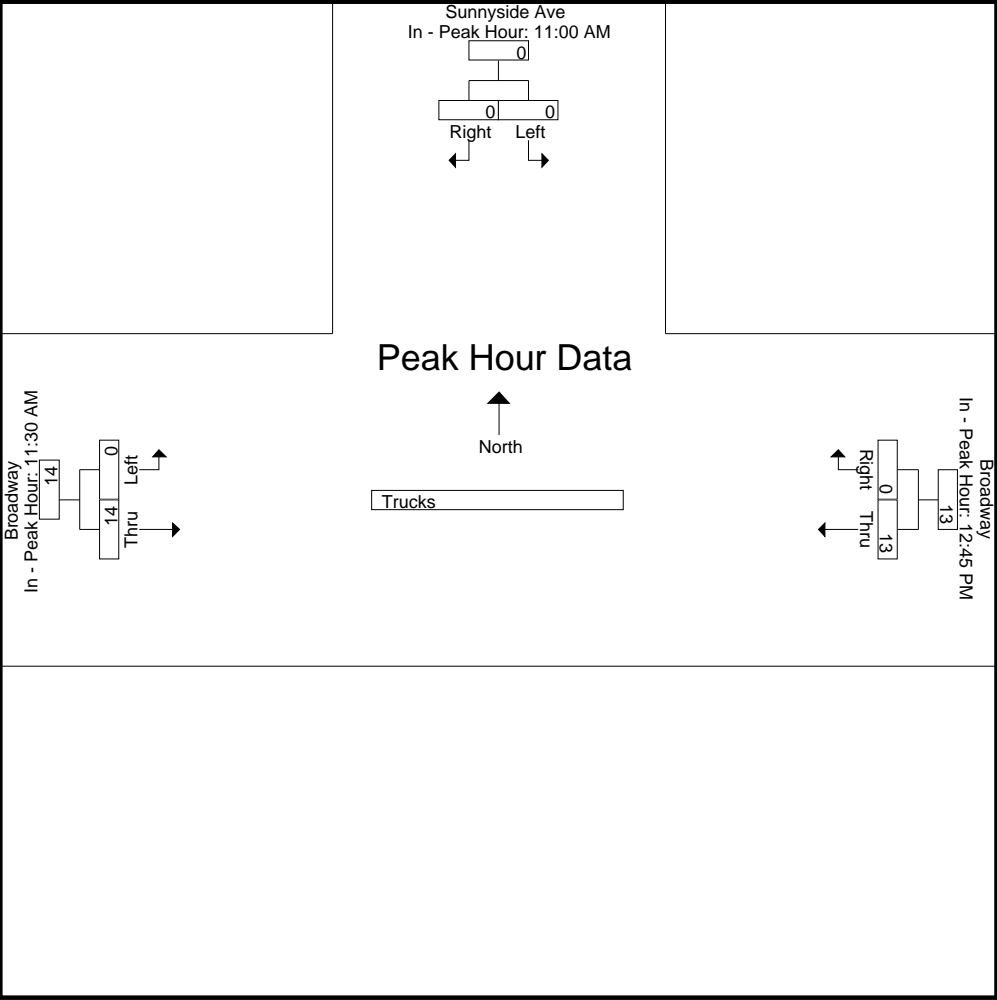 Sunnyside Ave
In - Peak Hour: 11:00 AM
0
0 0
Right Left
Peak Hour Data
North
Trucks
Broadway
In - Peak Hour: 11:30 AM
14
0 14
Left Thru
Broadway
In - Peak Hour: 12:45 PM
13
0 13
Right Thru